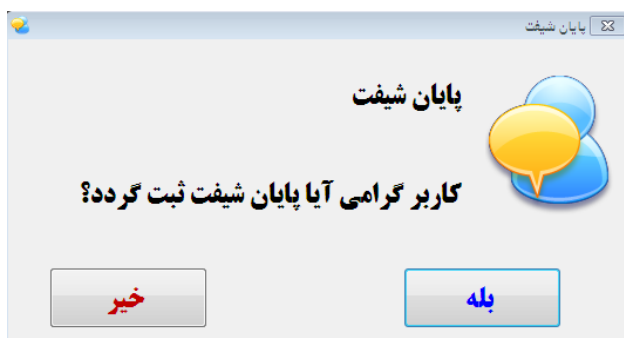 پایان شیفت
پایان شیفت
کاربر گرامی آیا پایان شیفت ثبت گردد؟
بله
خیر